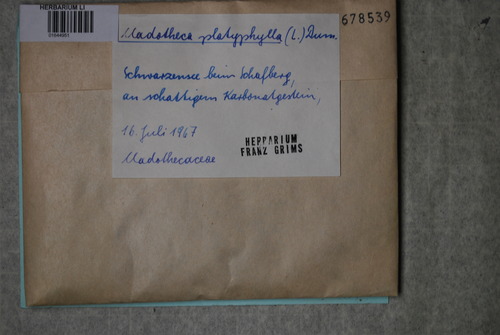 HERBARIUM LI
678539
Madotheca platyphylla (L.) Dum.
Schwarzensee beim Schafberg,
an schattigem Karbonatgestein,
16. Juli 1967
HERBARIUM
FRANZ GRIMS
Madothecaceae